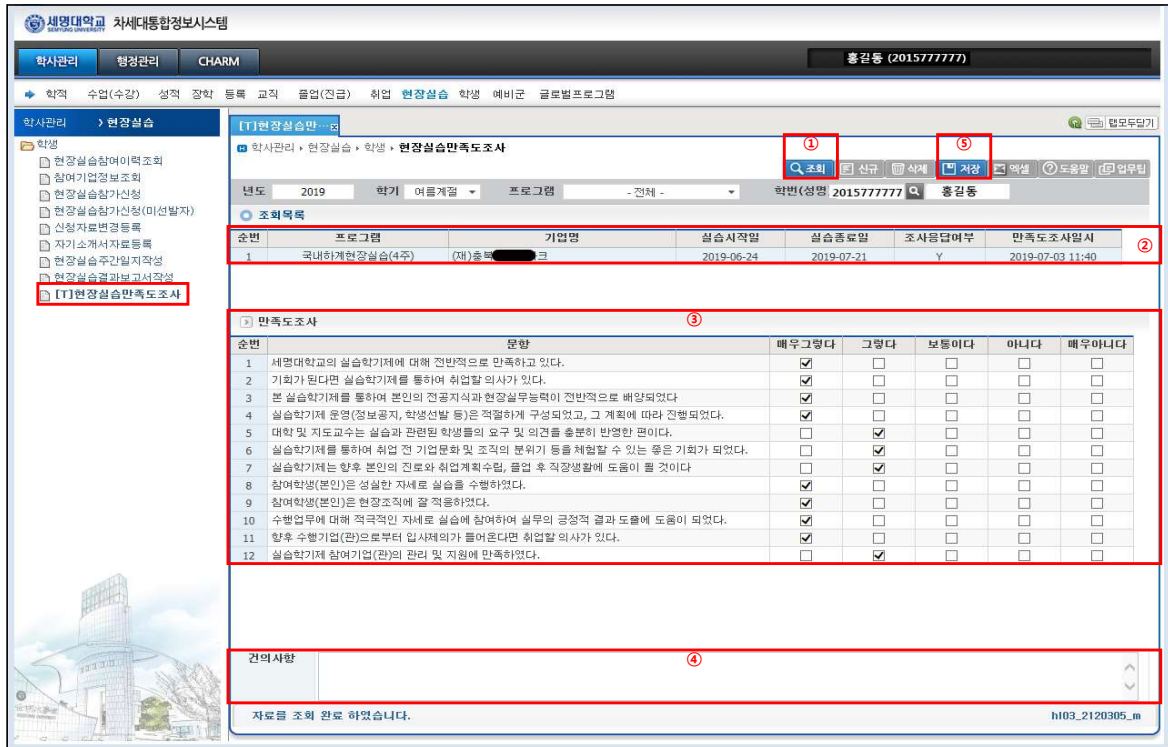 세명대학교 차세대통합정보시스템
SEMYUNG UNIVERSITY
학사관리 행정관리 CHARM 홍길동 (2015777777)
학적 수업(수강) 성적 장학 등록 교직 졸업(진급) 취업 현장실습 학생 예비군 글로벌프로그램
학사관리 > 현장실습
[T]현장실습만…
탭모두닫기
학생
현장실습참여이력조회
참여기업정보조회
현장실습참가신청
현장실습참가신청(미선발자)
신청자료변경등록
자기소개서자료등록
현장실습주간일지작성
현장실습결과보고서작성
[T]현장실습만족도조사
학사관리 › 현장실습 › 학생 › 현장실습만족도조사
① ⑤
조회 신규 삭제 저장 엑셀 도움말 업무팁
년도 2019 학기 여름계절 프로그램 - 전체 - 학번(성명 2015777777 홍길동
조회목록
순번 프로그램 기업명 실습시작일 실습종료일 조사응답여부 만족도조사일시
②
1 국내하계현장실습(4주) (재)충북 크 2019-06-24 2019-07-21 Y 2019-07-03 11:40
만족도조사 ③
순번 문항 매우그렇다 그렇다 보통이다 아니다 매우아니다
1 세명대학교의 실습학기제에 대해 전반적으로 만족하고 있다.
2 기회가 된다면 실습학기제를 통하여 취업할 의사가 있다.
3 본 실습학기제를 통하여 본인의 전공지식과 현장실무능력이 전반적으로 배양되었다
4 실습학기제 운영(정보공지, 학생선발 등)은 적절하게 구성되었고, 그 계획에 따라 진행되었다.
5 대학 및 지도교수는 실습과 관련된 학생들의 요구 및 의견을 충분히 반영한 편이다.
6 실습학기제를 통하여 취업 전 기업문화 및 조직의 분위기 등을 체험할 수 있는 좋은 기회가 되었다.
7 실습학기제는 향후 본인의 진로와 취업계획수립, 졸업 후 직장생활에 도움이 될 것이다
8 참여학생(본인)은 성실한 자세로 실습을 수행하였다.
9 참여학생(본인)은 현장조직에 잘 적응하였다.
10 수행업무에 대해 적극적인 자세로 실습에 참여하여 실무의 긍정적 결과 도출에 도움이 되었다.
11 향후 수행기업(관)으로부터 입사제의가 들어온다면 취업할 의사가 있다.
12 실습학기제 참여기업(관)의 관리 및 지원에 만족하였다.
건의사항 ④
자료를 조회 완료 하였습니다. hl03_2120305_m